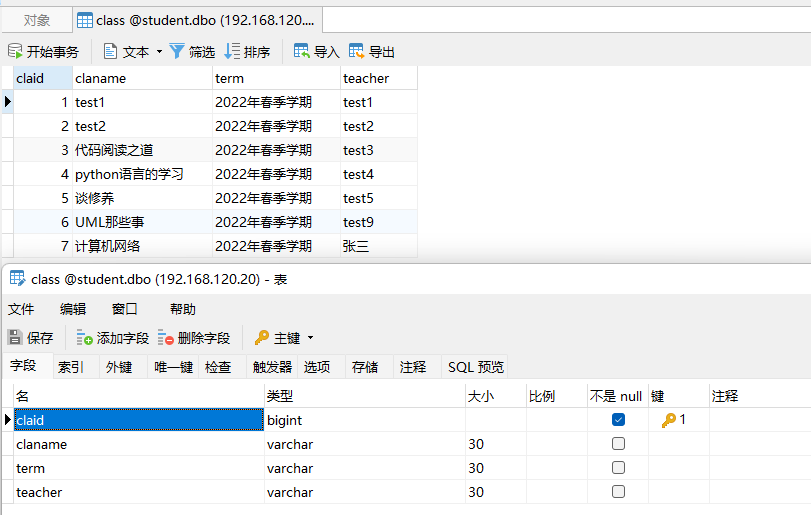 对象 class @student.dbo (192.168.120....
开始事务 文本 筛选 排序 导入 导出
claid claname term teacher
1 test1 2022年春季学期 test1
2 test2 2022年春季学期 test2
3 代码阅读之道 2022年春季学期 test3
4 python语言的学习 2022年春季学期 test4
5 谈修养 2022年春季学期 test5
6 UML那些事 2022年春季学期 test9
7 计算机网络 2022年春季学期 张三
class @student.dbo (192.168.120.20) - 表
文件 编辑 窗口 帮助
保存 添加字段 删除字段 主键
字段 索引 外键 唯一键 检查 触发器 选项 存储 注释 SQL 预览
名 类型 大小 比例 不是 null 键 注释
claid bigint 1
claname varchar 30
term varchar 30
teacher varchar 30